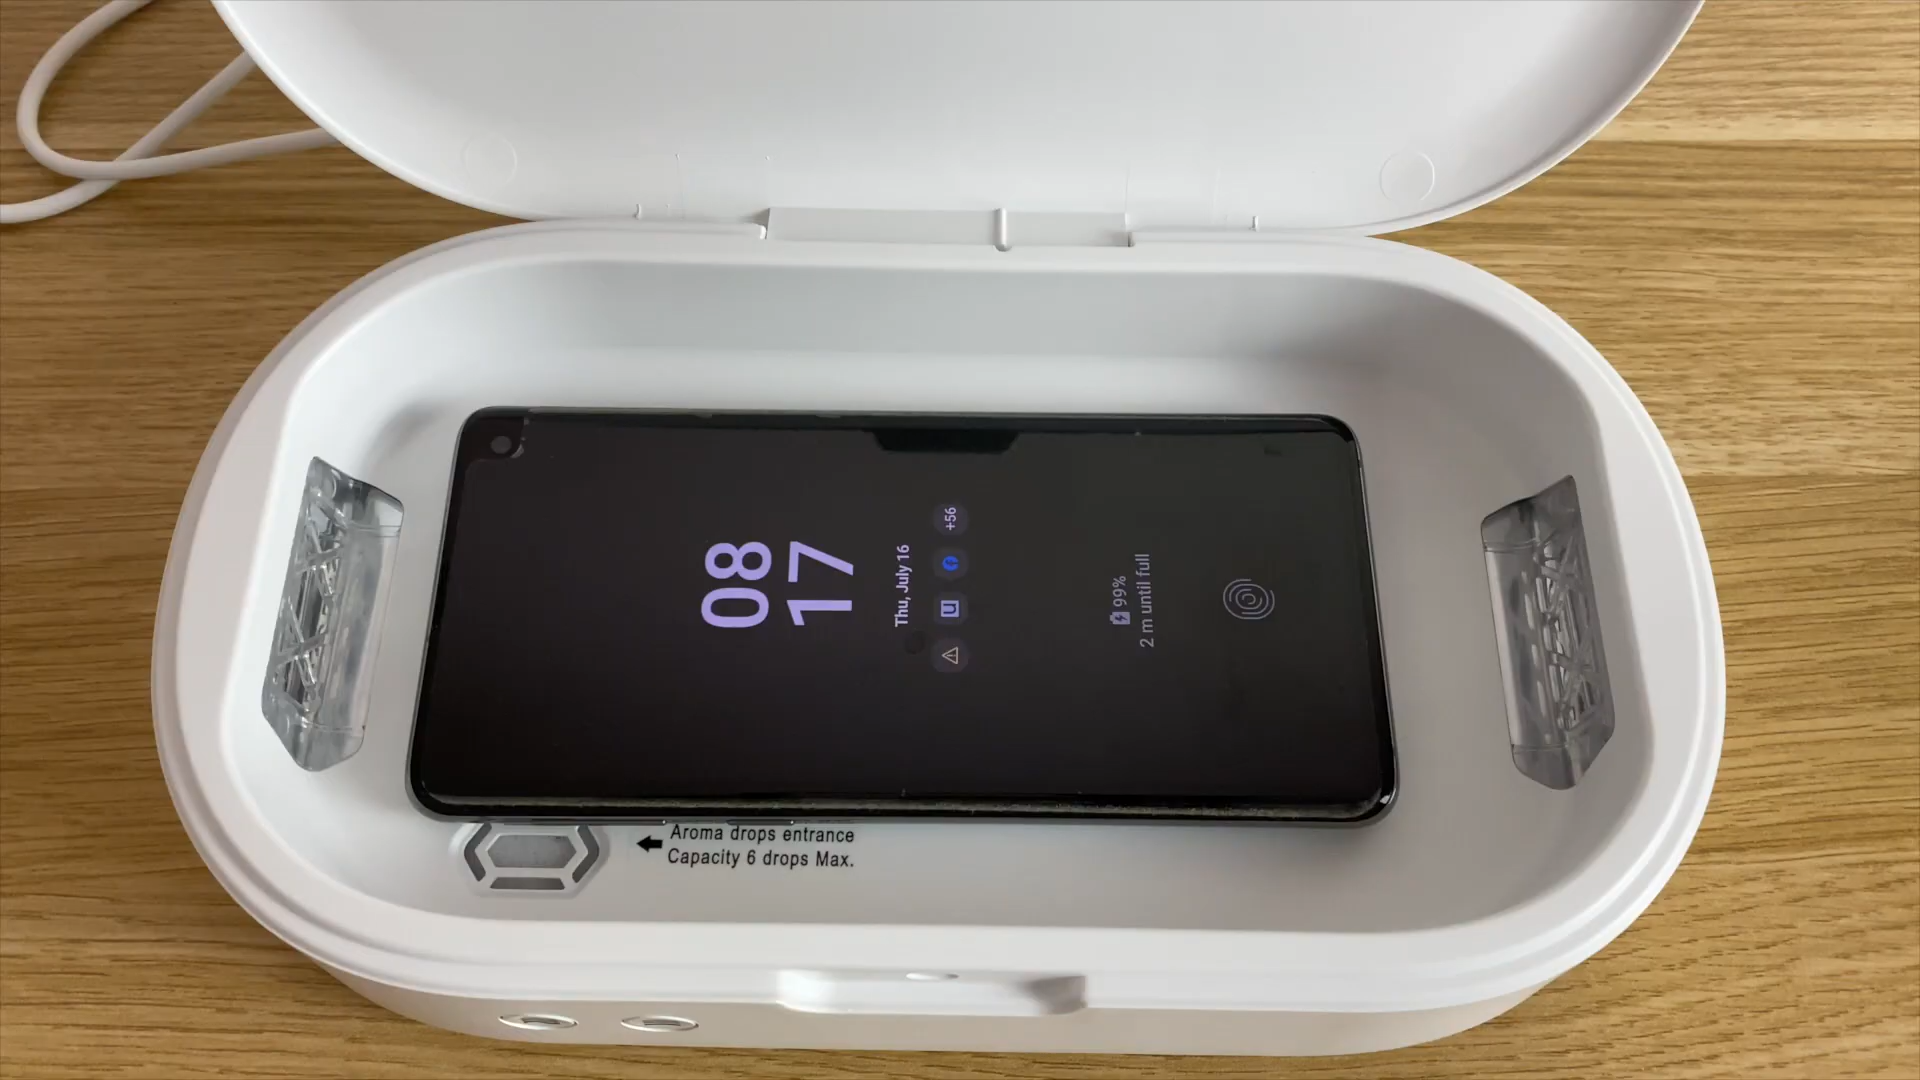 08
17
Thu, July 16
+56
99%
2 m until full
Aroma drops entrance
Capacity 6 drops Max.